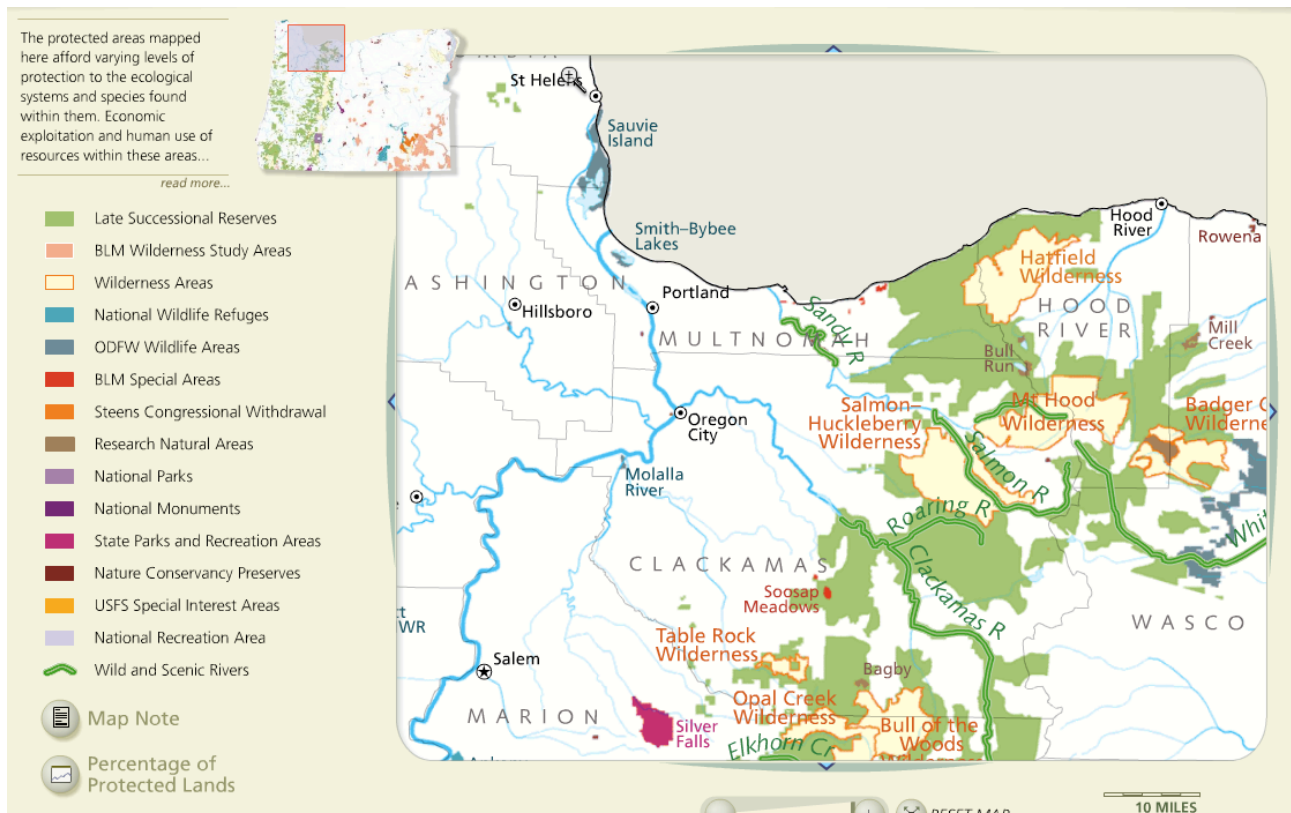 The protected areas mapped
here afford varying levels of
protection to the ecological
systems and species found
within them. Economic
exploitation and human use of
resources within these areas...
read more...
Late Successional Reserves
BLM Wilderness Study Areas
Wilderness Areas
National Wildlife Refuges
ODFW Wildlife Areas
BLM Special Areas
Steens Congressional Withdrawal
Research Natural Areas
National Parks
National Monuments
State Parks and Recreation Areas
Nature Conservancy Preserves
USFS Special Interest Areas
National Recreation Area
Wild and Scenic Rivers
Map Note
Percentage of
Protected Lands
St Helens
Sauvie
Island
Smith–Bybee
Lakes
Hood
River
Rowena
Hatfield
Wilderness
ASHINGTON
Portland
Hillsboro
Sandy R
HOOD
RIVER
MULTNOMAH
Mill
Creek
Bull
Run
Salmon–
Huckleberry
Wilderness
Mt Hood
Wilderness
Badger C
Wilderne
Oregon
City
Salmon R
Molalla
River
Roaring R
Whit
CLACKAMAS
Clackamas R
Soosap
Meadows
WR
WASCO
Table Rock
Wilderness
Salem
Bagby
Opal Creek
Wilderness
MARION
Silver
Falls
Bull of the
Woods
Wilderness
Elkhorn Cr
RESET MAP
10 MILES